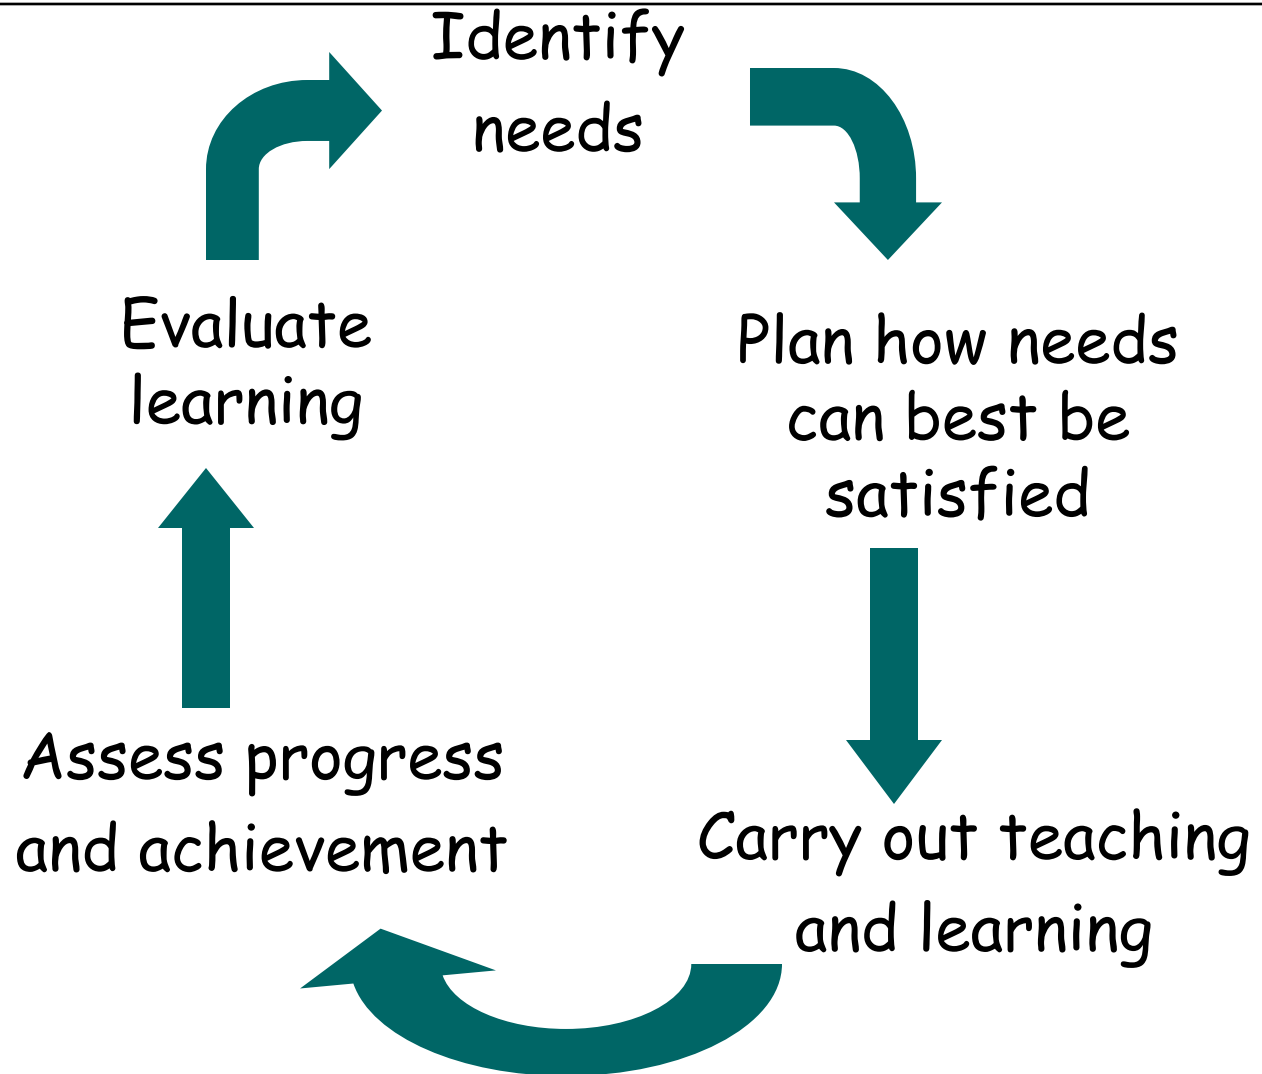 Identify
needs
Plan how needs
can best be
satisfied
Carry out teaching
and learning
Assess progress
and achievement
Evaluate
learning